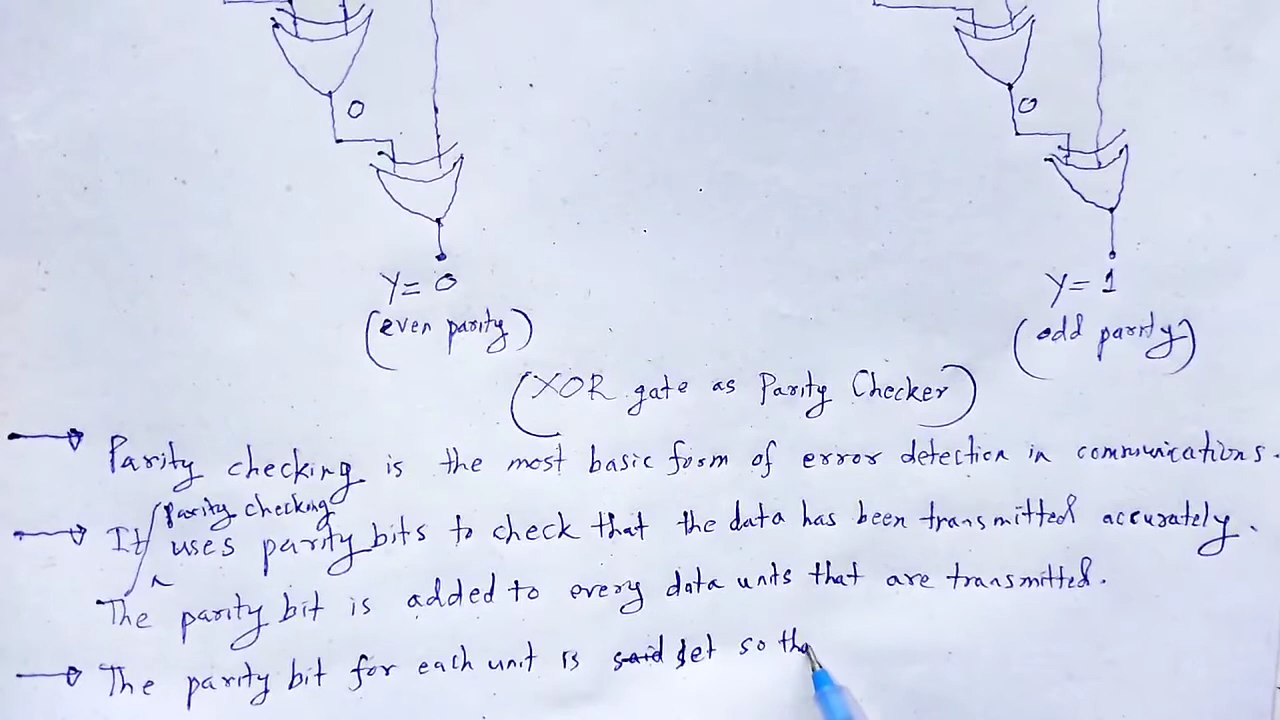 0
0
Y= 0
Y= 1
(even parity)
(odd parity)
(XOR gate as Parity Checker)
Parity checking is the most basic form of error detection in communications.
parity checking
It uses parity bits to check that the data has been transmitted accurately.
The parity bit is added to every data units that are transmitted.
The parity bit for each unit is said set so tha